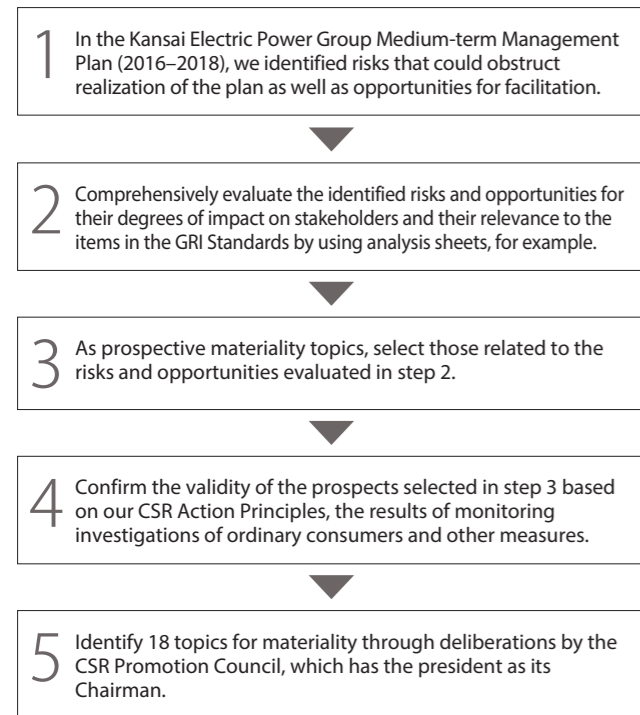 1
In the Kansai Electric Power Group Medium-term Management
Plan (2016–2018), we identified risks that could obstruct
realization of the plan as well as opportunities for facilitation.
2
Comprehensively evaluate the identified risks and opportunities for
their degrees of impact on stakeholders and their relevance to the
items in the GRI Standards by using analysis sheets, for example.
3
As prospective materiality topics, select those related to the
risks and opportunities evaluated in step 2.
4
Confirm the validity of the prospects selected in step 3 based
on our CSR Action Principles, the results of monitoring
investigations of ordinary consumers and other measures.
5
Identify 18 topics for materiality through deliberations by the
CSR Promotion Council, which has the president as its
Chairman.